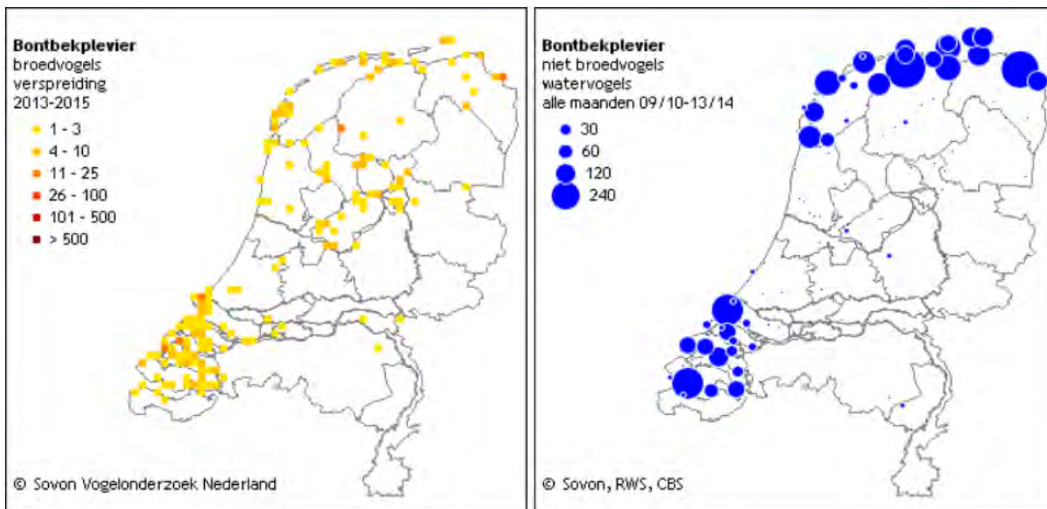 Bontbekplevier
broedvogels
verspreiding
2013-2015
1 - 3
4 - 10
11 - 25
26 - 100
101 - 500
> 500
© Sovon Vogelonderzoek Nederland
Bontbekplevier
niet broedvogels
watervogels
alle maanden 09/10-13/14
30
60
120
240
© Sovon, RWS, CBS